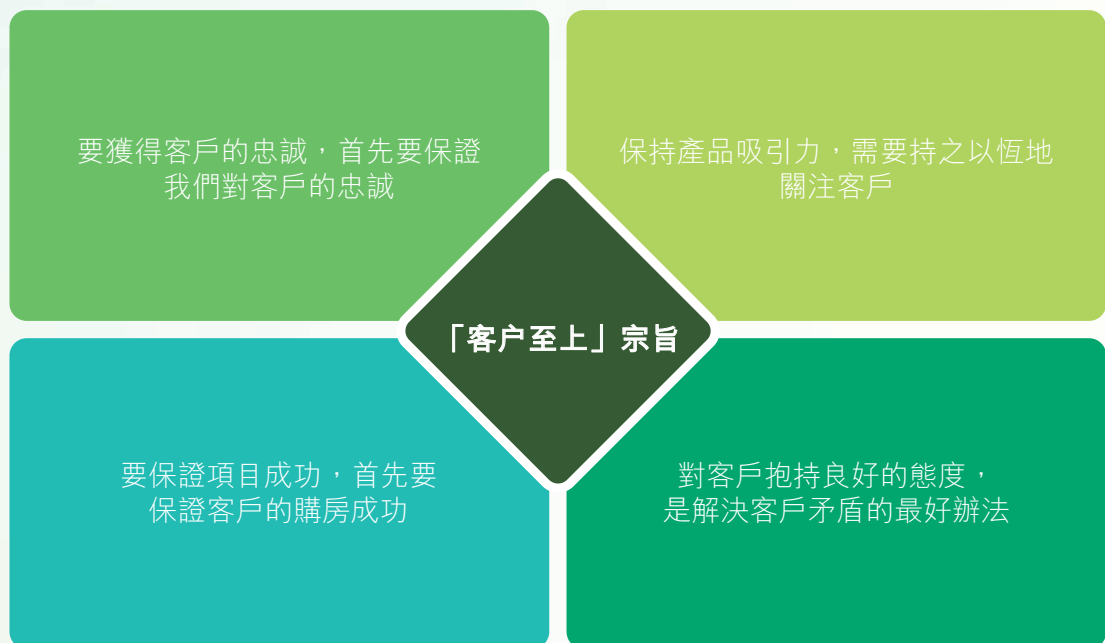 要獲得客戶的忠誠，首先要保證
我們對客戶的忠誠
保持產品吸引力，需要持之以恆地
關注客戶
「客户至上」宗旨
要保證項目成功，首先要
保證客戶的購房成功
對客戶抱持良好的態度，
是解決客戶矛盾的最好辦法